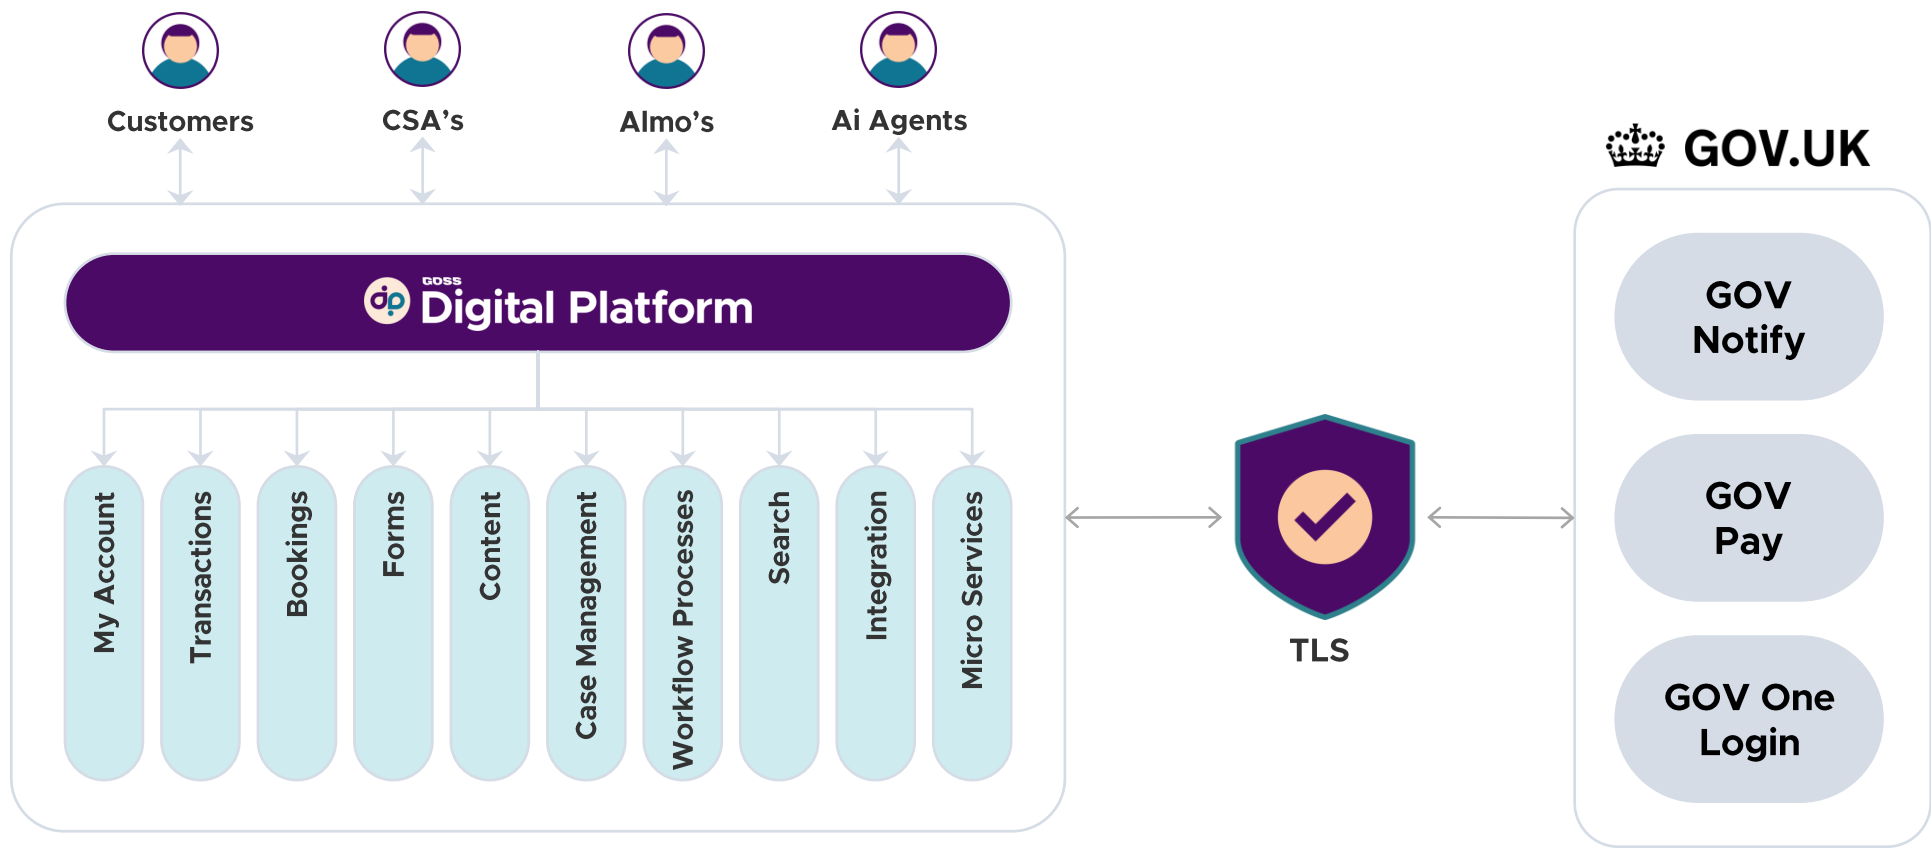 Customers
CSA’s
Almo’s
Ai Agents
GOV.UK
GOSS
Digital Platform
My Account
Transactions
Bookings
Forms
Content
Case Management
Workflow Processes
Search
Integration
Micro Services
TLS
GOV
Notify
GOV
Pay
GOV One
Login